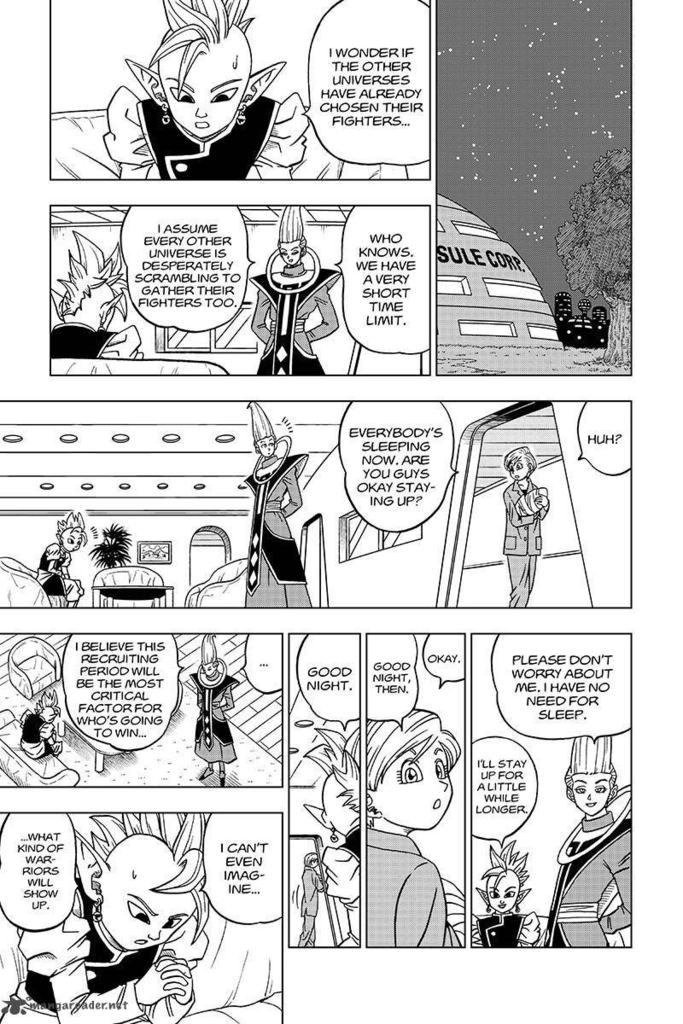 SULE CORP.
I WONDER IF
THE OTHER
UNIVERSES
HAVE ALREADY
CHOSEN THEIR
FIGHTERS...
WHO
KNOWS.
WE HAVE
A VERY
SHORT
TIME
LIMIT.
I ASSUME
EVERY OTHER
UNIVERSE IS
DESPERATELY
SCRAMBLING TO
GATHER THEIR
FIGHTERS TOO.
HUH?
EVERYBODY'S
SLEEPING
NOW. ARE
YOU GUYS
OKAY STAY-
ING UP?
PLEASE DON'T
WORRY ABOUT
ME. I HAVE NO
NEED FOR
SLEEP.
I'LL STAY
UP FOR A
LITTLE
WHILE
LONGER.
OKAY.
GOOD
NIGHT,
THEN.
GOOD
NIGHT.
...
I BELIEVE THIS
RECRUITING
PERIOD WILL
BE THE MOST
CRITICAL
FACTOR FOR
WHO'S GOING
TO WIN...
I CAN'T
EVEN
IMAG-
INE...
...WHAT
KIND OF
WAR-
RIORS
WILL
SHOW
UP.
mangareader.net